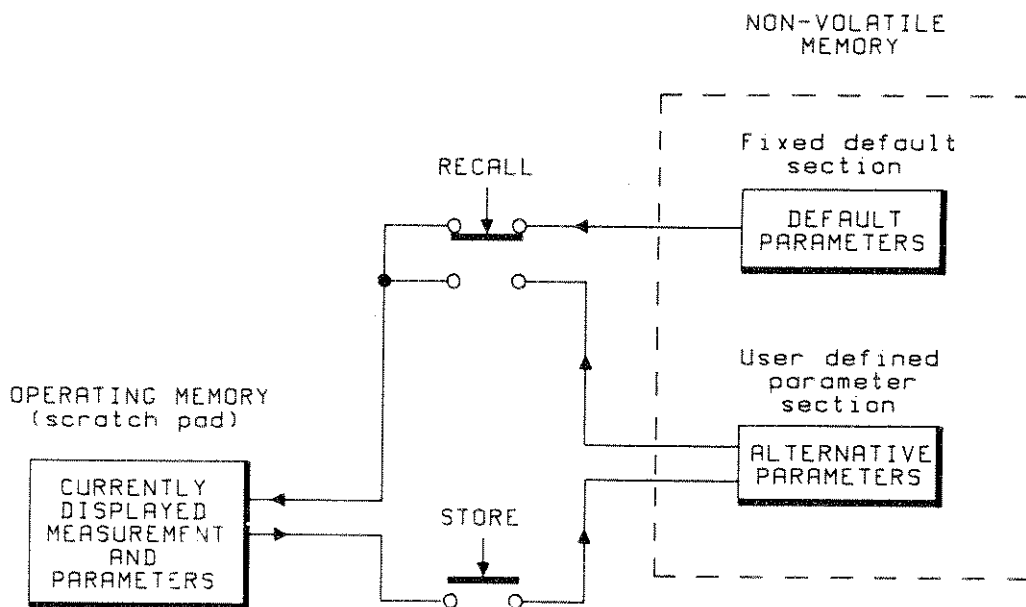 NON-VOLATILE
MEMORY
Fixed default
section
RECALL
DEFAULT
PARAMETERS
User defined
parameter
section
OPERATING MEMORY
(scratch pad)
ALTERNATIVE
PARAMETERS
CURRENTLY
DISPLAYED
MEASUREMENT
AND
PARAMETERS
STORE